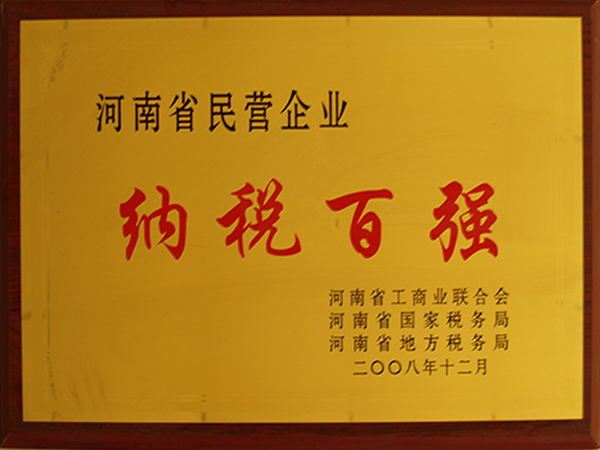 河南省民营企业
纳税百强
河南省工商业联合会
河南省国家税务局
河南省地方税务局
二〇〇八年十二月